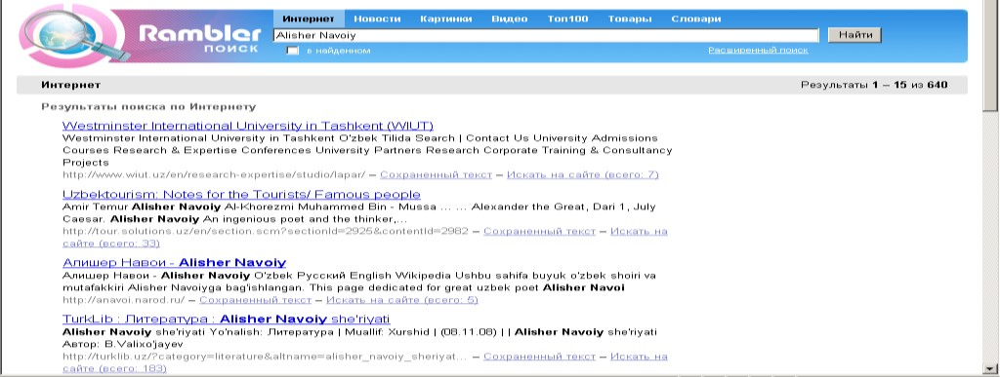 Rambler
ПОИСК
Интернет Новости Картинки Видео Топ100 Товары Словари
Alisher Navoiy Найти
в найденном Расширенный поиск
Интернет Результаты 1 – 15 из 640
Результаты поиска по Интернету
Westminster International University in Tashkent (WIUT)
Westminster International University in Tashkent O'zbek Tilida Search | Contact Us University Admissions
Courses Research & Expertise Conferences University Partners Research Corporate Training & Consultancy
Projects
http://www.wiut.uz/en/research-expertise/studio/lapar/ – Сохраненный текст – Искать на сайте (всего: 7)
Uzbektourism: Notes for the Tourists/ Famous people
Amir Temur Alisher Navoiy Al-Khorezmi Muhammed Bin - Mussa ... ... Alexander the Great, Dari 1, July
Caesar. Alisher Navoiy An ingenious poet and the thinker,...
http://tour.solutions.uz/en/section.scm?sectionId=2926&contentId=2982 – Сохраненный текст – Искать на
сайте (всего: 33)
Алишер Навои - Alisher Navoiy
Алишер Навои - Alisher Navoiy O'zbek Русский English Wikipedia Ushbu sahifa buyuk o'zbek shoiri va
mutafakkiri Alisher Navoiyga bag'ishlangan. This page dedicated for great uzbek poet Alisher Navoi
http://anavoi.narod.ru/ – Сохраненный текст – Искать на сайте (всего: 5)
TurkLib : Литература : Alisher Navoiy she'riyati
Alisher Navoiy she'riyati Yo'nalish: Литература | Muallif: Xurshid | (08.11.08) | | Alisher Navoiy she'riyati
Автор: B.Valixo'jayev
http://turklib.uz/?category=literature&altname=alisher_navoiy_sheriyat... – Сохраненный текст – Искать на
сайте (всего: 183)